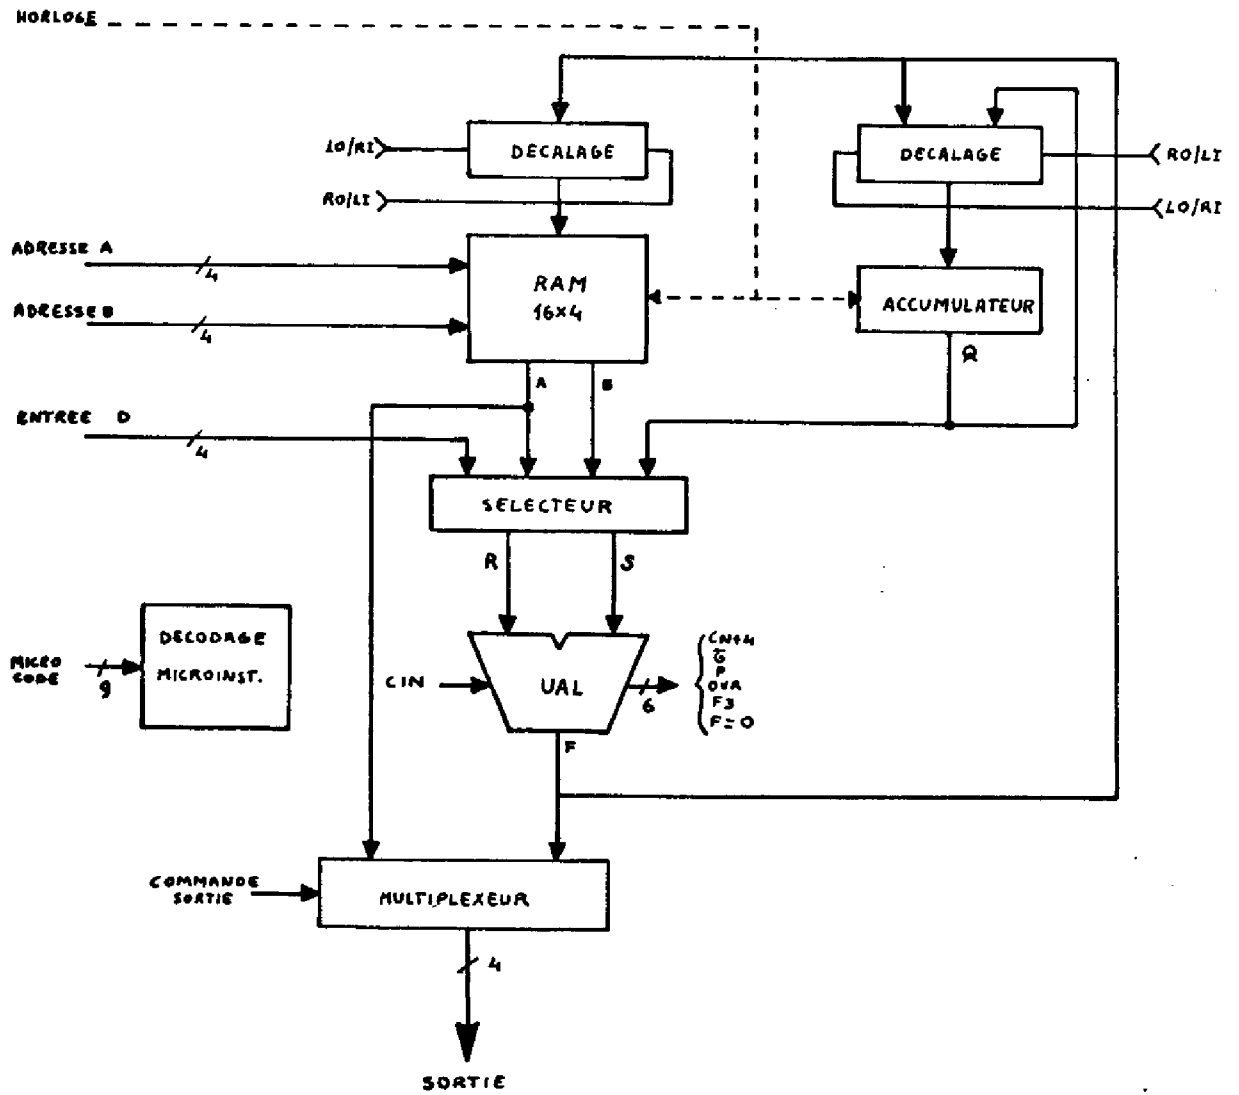 HORLOGE
DECALAGE
LO/RI
RO/LI
DECALAGE
RO/LI
LO/RI
ADRESSE A
4
ADRESSE B
4
RAM
16×4
ACCUMULATEUR
Q
A
B
ENTREE D
4
SELECTEUR
R
S
MICRO
CODE
9
DECODAGE
MICROINST.
CIN
UAL
6
CN+4
G̅
P
OVR
F3
F=0
F
COMMANDE
SORTIE
MULTIPLEXEUR
4
SORTIE